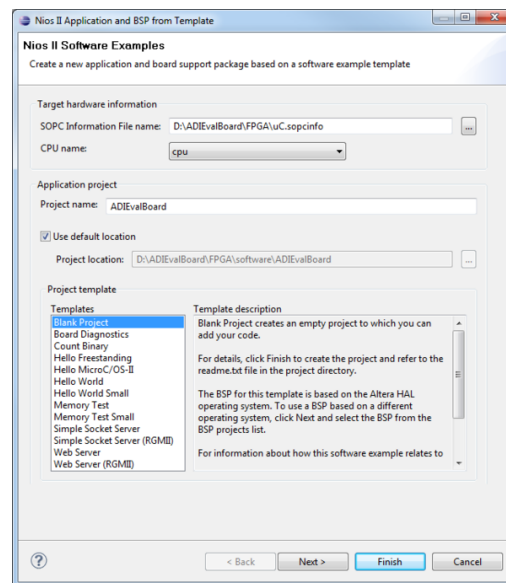 Nios II Application and BSP from Template
Nios II Software Examples
Create a new application and board support package based on a software example template
Target hardware information
SOPC Information File name: D:\ADIEvalBoard\FPGA\uC.sopcinfo ...
CPU name: cpu
Application project
Project name: ADIEvalBoard
Use default location
Project location: D:\ADIEvalBoard\FPGA\software\ADIEvalBoard ...
Project template
Templates
Blank Project
Board Diagnostics
Count Binary
Hello Freestanding
Hello MicroC/OS-II
Hello World
Hello World Small
Memory Test
Memory Test Small
Simple Socket Server
Simple Socket Server (RGMII)
Web Server
Web Server (RGMII)
Template description
Blank Project creates an empty project to which you can
add your code.
For details, click Finish to create the project and refer to the
readme.txt file in the project directory.
The BSP for this template is based on the Altera HAL
operating system. To use a BSP based on a different
operating system, click Next and select the BSP from the
BSP projects list.
For information about how this software example relates to
? < Back Next > Finish Cancel